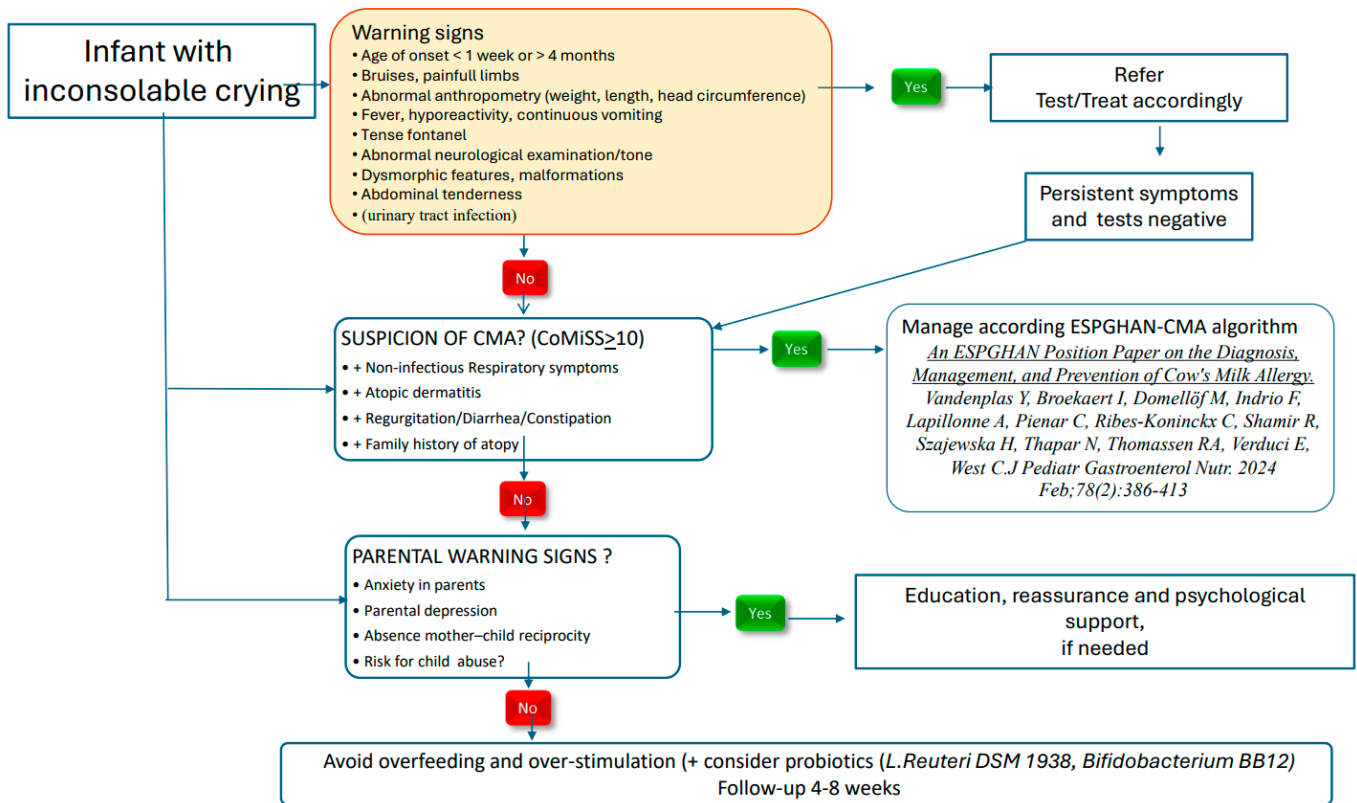 Infant with
inconsolable crying
Warning signs
• Age of onset < 1 week or > 4 months
• Bruises, painfull limbs
• Abnormal anthropometry (weight, length, head circumference)
• Fever, hyporeactivity, continuous vomiting
• Tense fontanel
• Abnormal neurological examination/tone
• Dysmorphic features, malformations
• Abdominal tenderness
• (urinary tract infection)
Yes
Refer
Test/Treat accordingly
Persistent symptoms
and tests negative
No
SUSPICION OF CMA? (CoMiSS≥10)
• + Non-infectious Respiratory symptoms
• + Atopic dermatitis
• + Regurgitation/Diarrhea/Constipation
• + Family history of atopy
Yes
Manage according ESPGHAN-CMA algorithm
An ESPGHAN Position Paper on the Diagnosis,
Management, and Prevention of Cow's Milk Allergy.
Vandenplas Y, Broekaert I, Domellöf M, Indrio F,
Lapillonne A, Pienar C, Ribes-Koninckx C, Shamir R,
Szajewska H, Thapar N, Thomassen RA, Verduci E,
West C.J Pediatr Gastroenterol Nutr. 2024
Feb;78(2):386-413
No
PARENTAL WARNING SIGNS ?
• Anxiety in parents
• Parental depression
• Absence mother–child reciprocity
• Risk for child abuse?
Yes
Education, reassurance and psychological
support,
if needed
No
Avoid overfeeding and over-stimulation (+ consider probiotics (L.Reuteri DSM 1938, Bifidobacterium BB12)
Follow-up 4-8 weeks